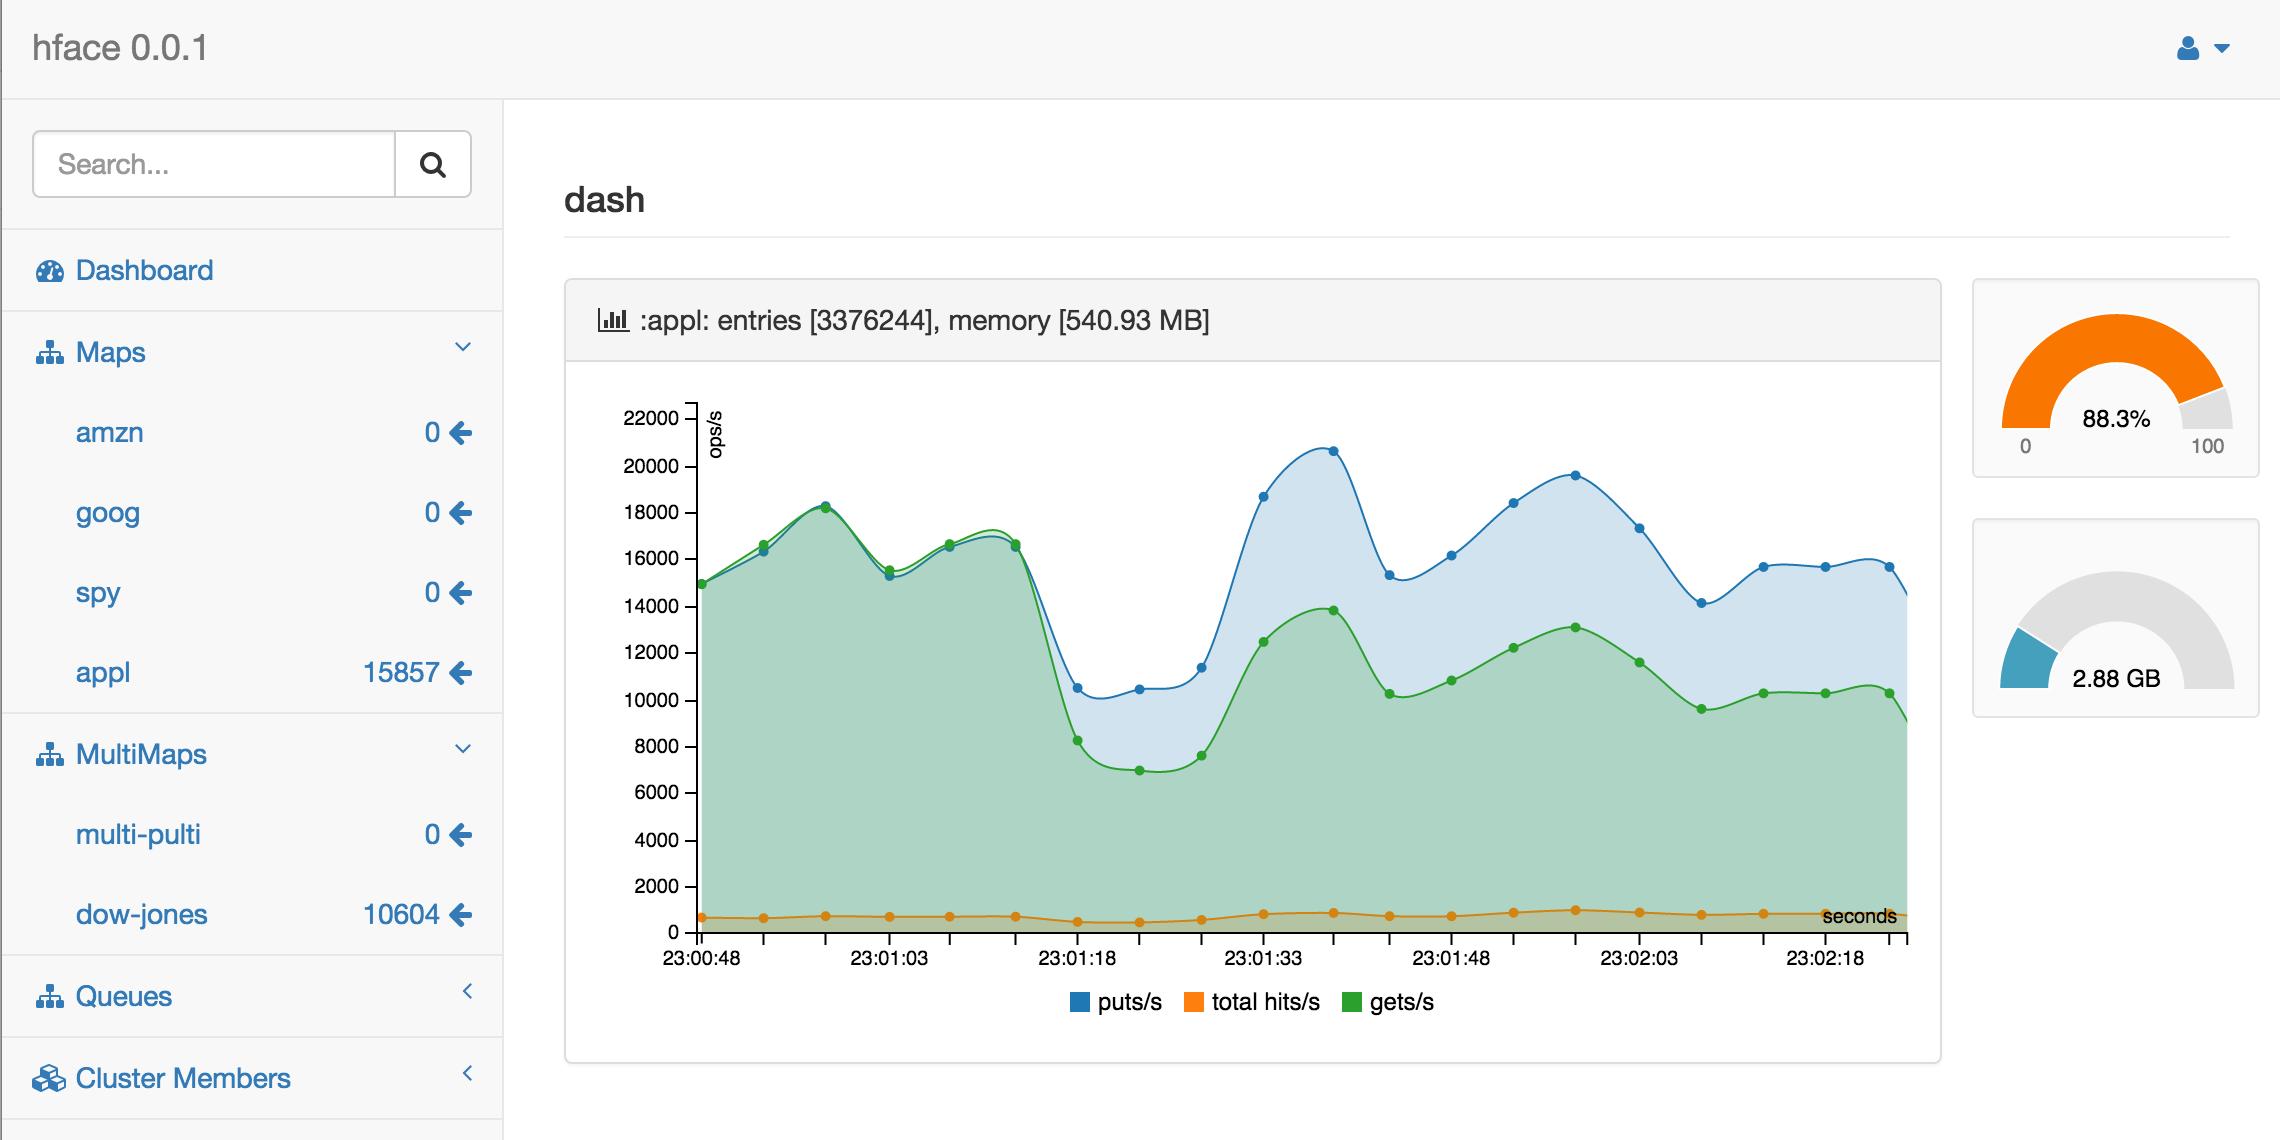 hface 0.0.1
Search...
Dashboard
Maps
amzn 0
goog 0
spy 0
appl 15857
MultiMaps
multi-pulti 0
dow-jones 10604
Queues
Cluster Members
dash
:appl: entries [3376244], memory [540.93 MB]
ops/s
22000
20000
18000
16000
14000
12000
10000
8000
6000
4000
2000
0
seconds
23:00:48 23:01:03 23:01:18 23:01:33 23:01:48 23:02:03 23:02:18
puts/s total hits/s gets/s
88.3%
0 100
2.88 GB